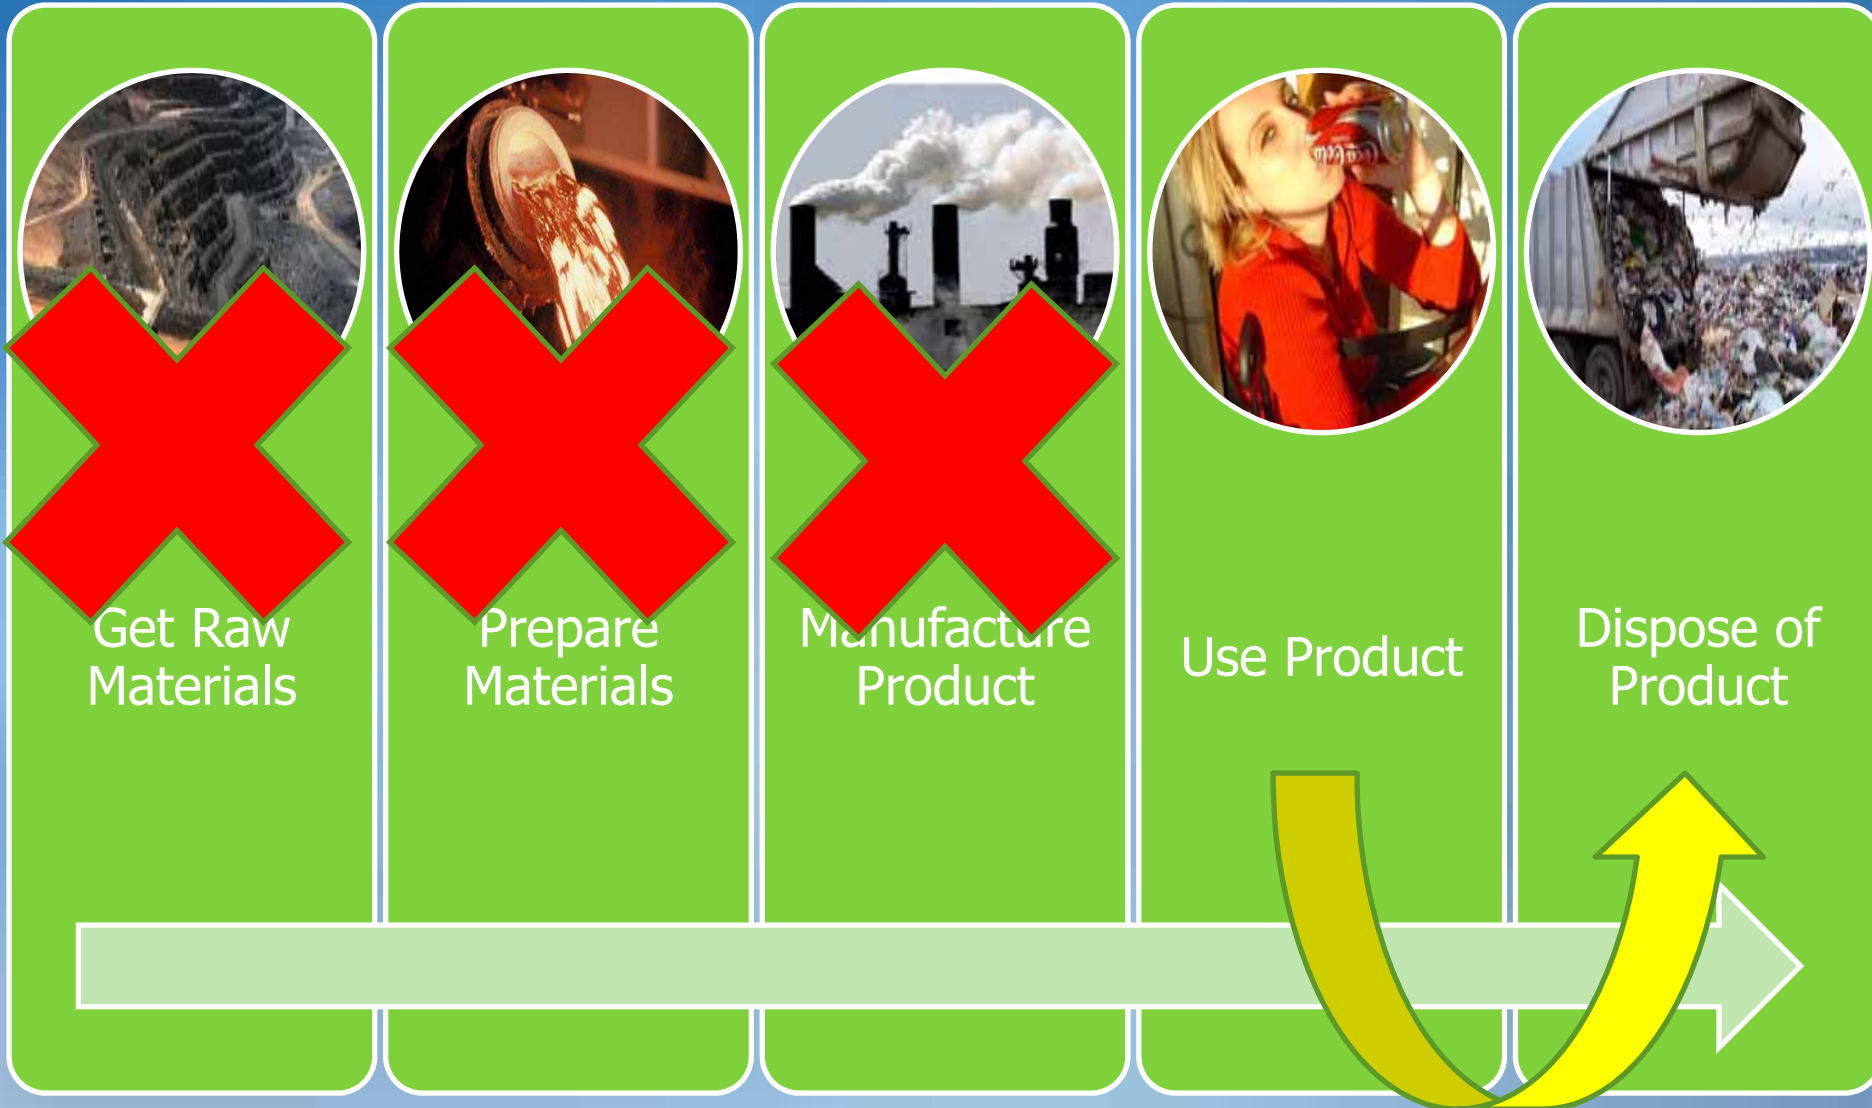 Get Raw
Materials
Prepare
Materials
Manufacture
Product
Use Product
Dispose of
Product